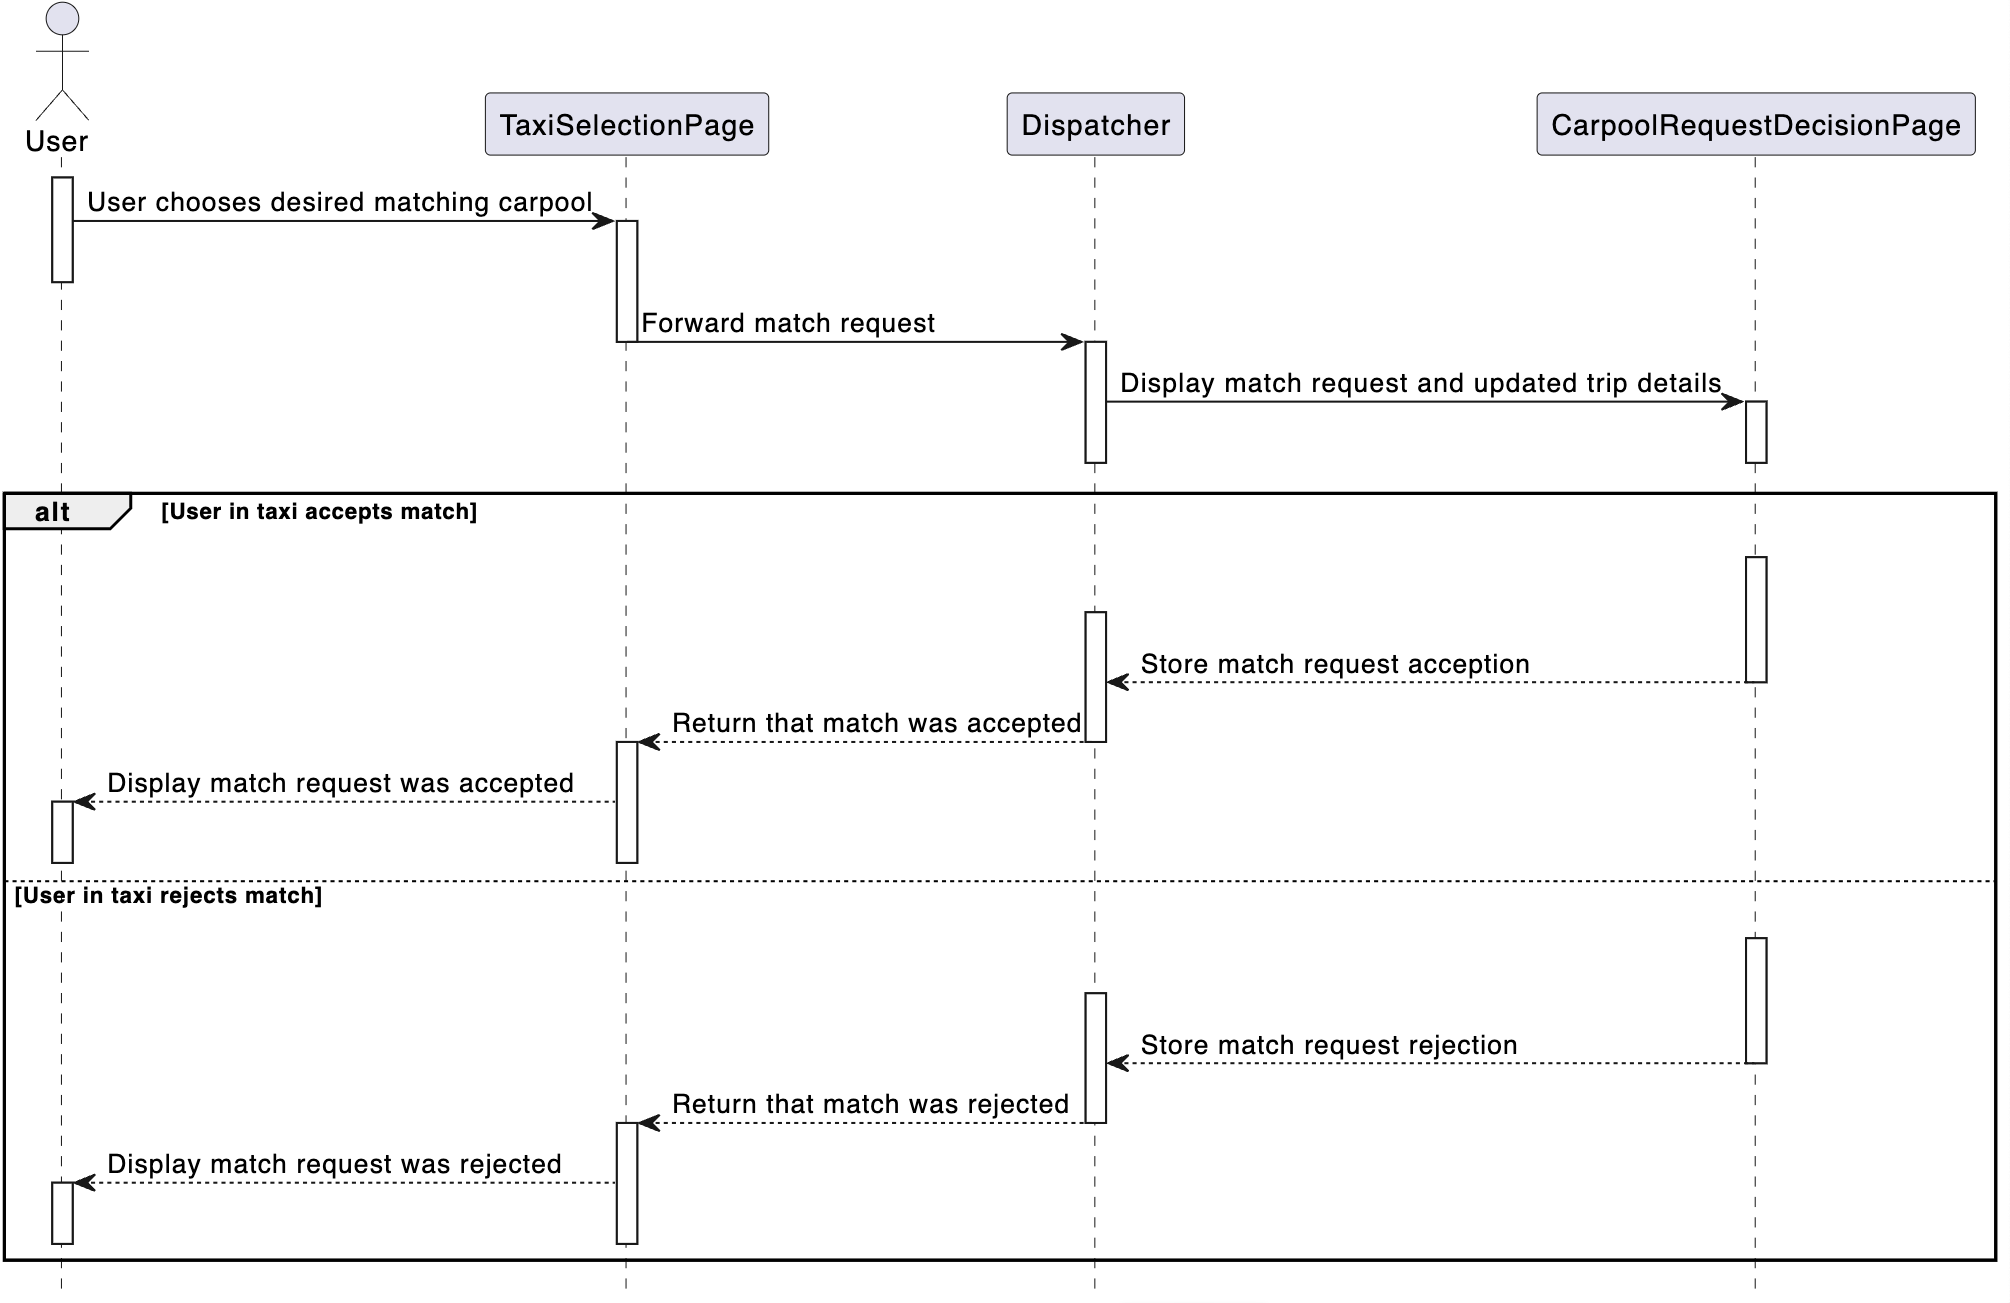 User
TaxiSelectionPage
Dispatcher
CarpoolRequestDecisionPage
User chooses desired matching carpool
Forward match request
Display match request and updated trip details
alt
[User in taxi accepts match]
Store match request acception
Return that match was accepted
Display match request was accepted
[User in taxi rejects match]
Store match request rejection
Return that match was rejected
Display match request was rejected